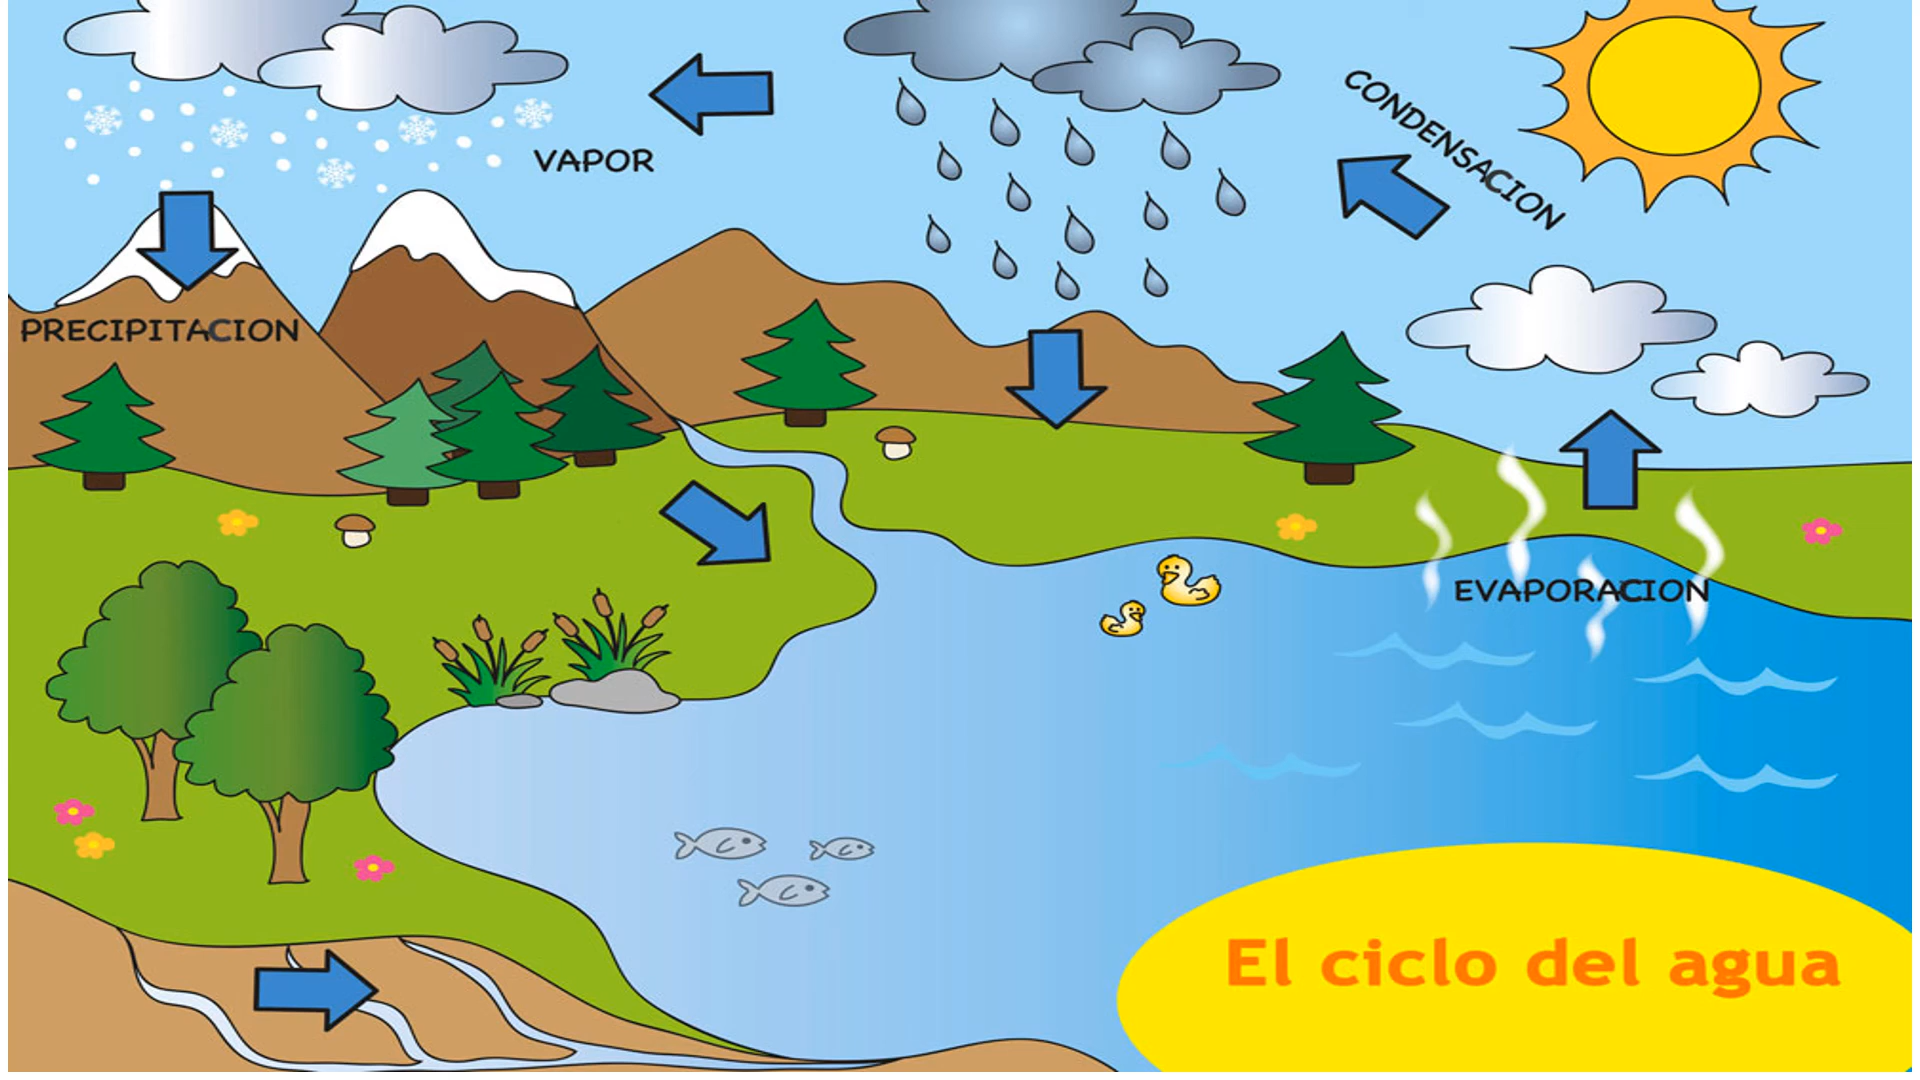 CONDENSACION
VAPOR
PRECIPITACION
EVAPORACION
El ciclo del agua